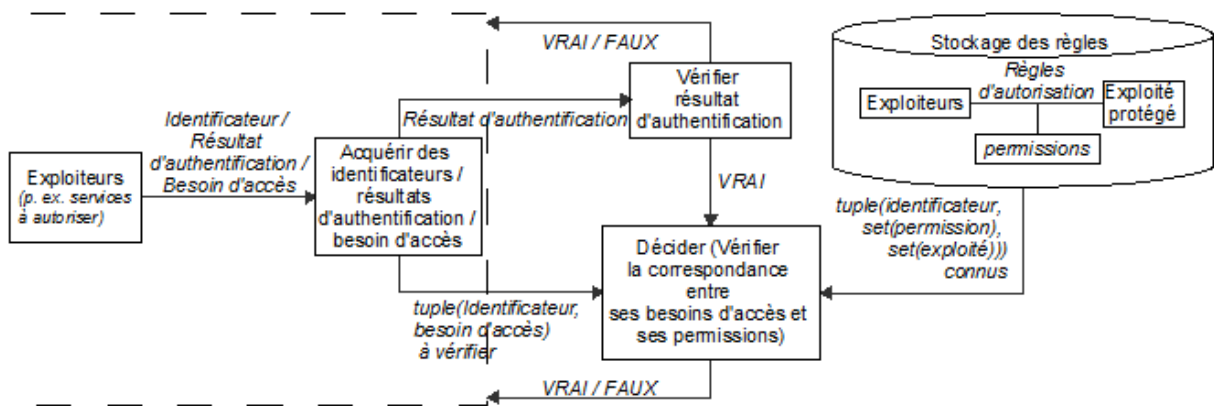 VRAI / FAUX
Stockage des règles
Règles
d'autorisation
Exploiteurs
Exploité
protégé
permissions
Vérifier
résultat
d'authentification
Identificateur /
Résultat
d'authentification /
Besoin d'accès
Résultat d'authentification
Exploiteurs
(p. ex. services
à autoriser)
Acquérir des
identificateurs /
résultats
d'authentification /
besoin d'accès
VRAI
tuple(identificateur,
set(permission),
set(exploité)))
connus
Décider (Vérifier
la correspondance
entre
ses besoins d'accès et
ses permissions)
tuple(Identificateur,
besoin d'accès)
à vérifier
VRAI / FAUX